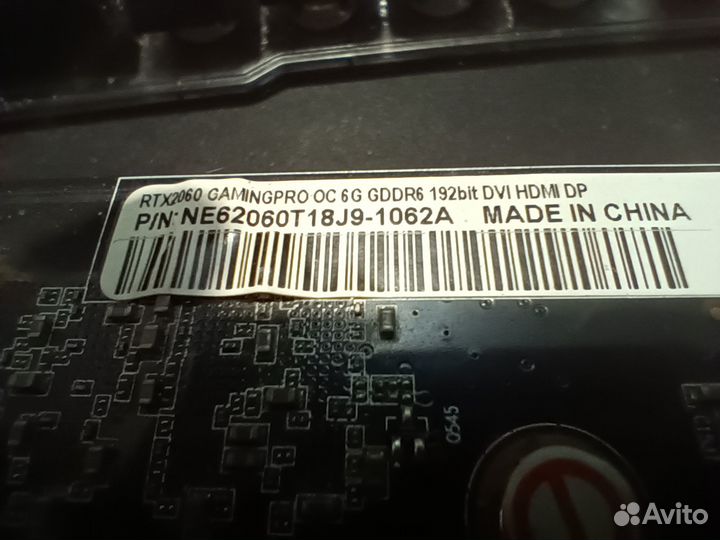 RTX2060 GAMINGPRO OC 6G GDDR6 192bit DVI HDMI DP
P/N:NE62060T18J9-1062A MADE IN CHINA
0545
Avito